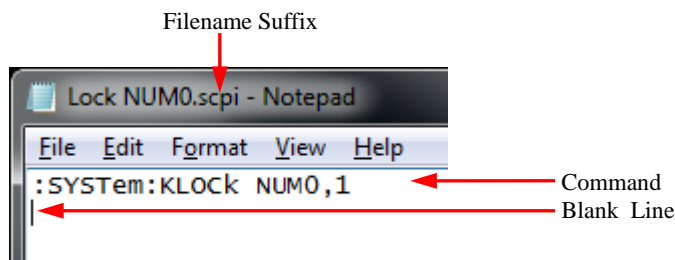 Filename Suffix
Lock NUM0.scpi - Notepad
File Edit Format View Help
:SYSTem:KLOCk NUM0,1
Command
Blank Line